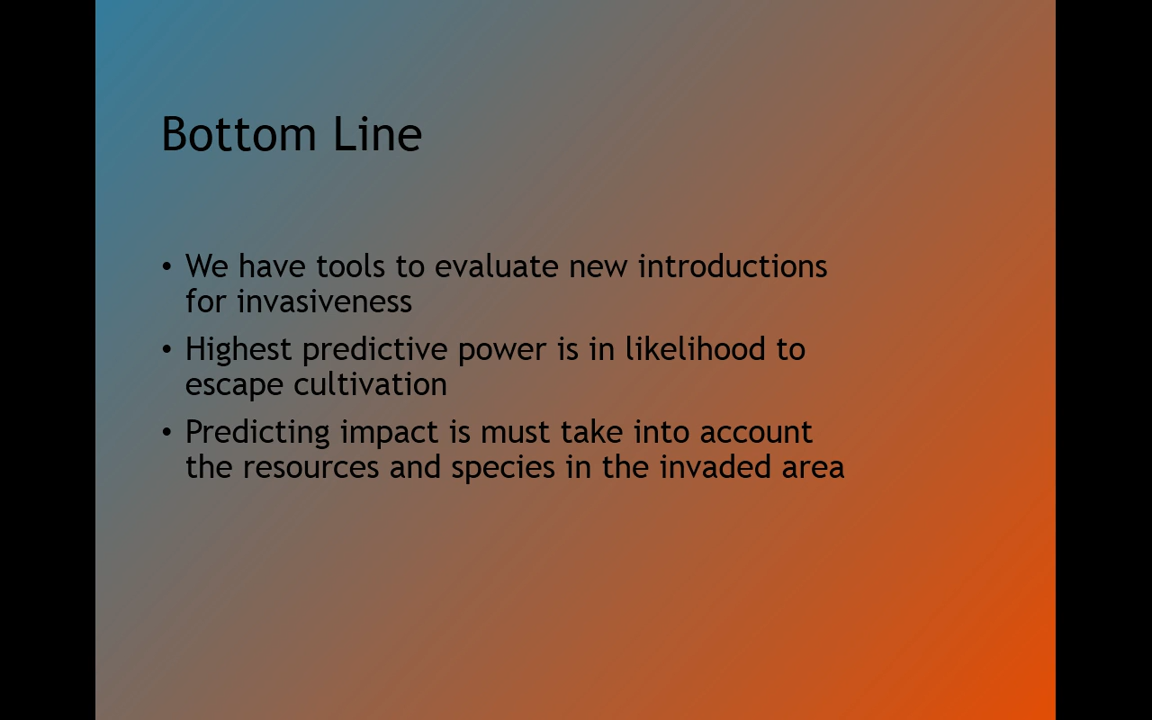 Bottom Line
• We have tools to evaluate new introductions
for invasiveness
• Highest predictive power is in likelihood to
escape cultivation
• Predicting impact is must take into account
the resources and species in the invaded area